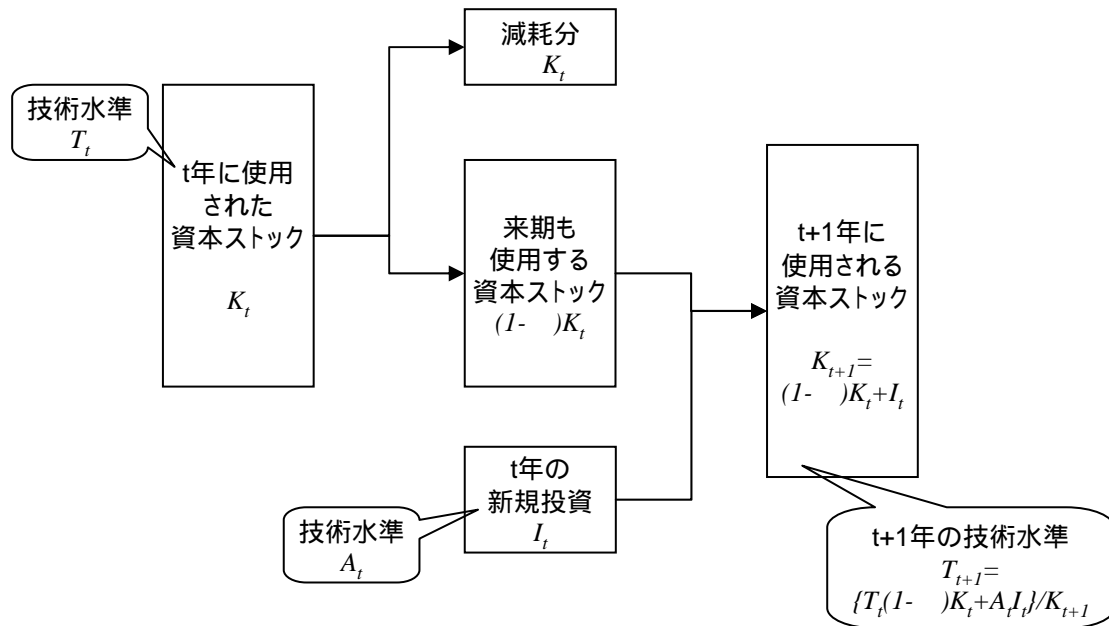 減耗分
K_t
技術水準
T_t
t年に使用
された
資本ストック
K_t
来期も
使用する
資本ストック
(1-   )K_t
t+1年に
使用される
資本ストック
K_{t+1}=
(1-   )K_t+I_t
t年の
新規投資
I_t
技術水準
A_t
t+1年の技術水準
T_{t+1}=
{T_t(1-   )K_t+A_tI_t}/K_{t+1}